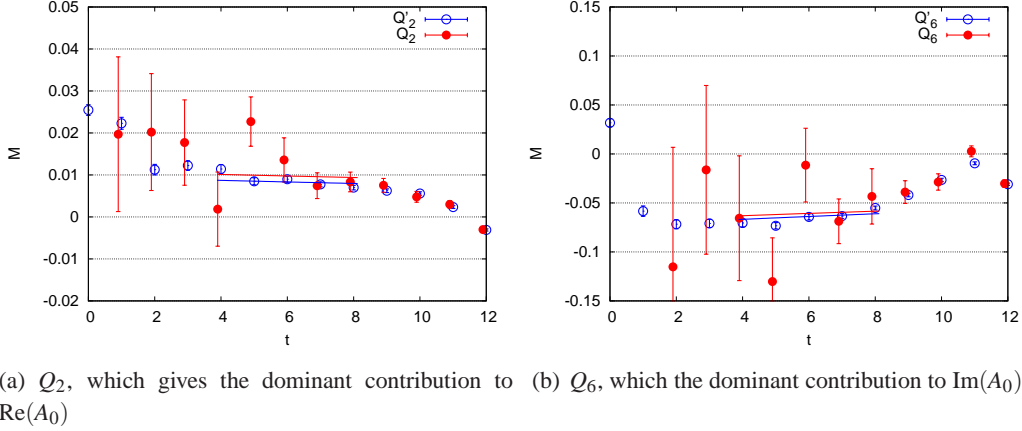 0.05
0.04
0.03
0.02
0.01
0
-0.01
-0.02
M
0 2 4 6 8 10 12
t
Q'2
Q2
0.15
0.1
0.05
0
-0.05
-0.1
-0.15
M
0 2 4 6 8 10 12
t
Q'6
Q6
(a) Q2, which gives the dominant contribution to
Re(A0)
(b) Q6, which the dominant contribution to Im(A0)